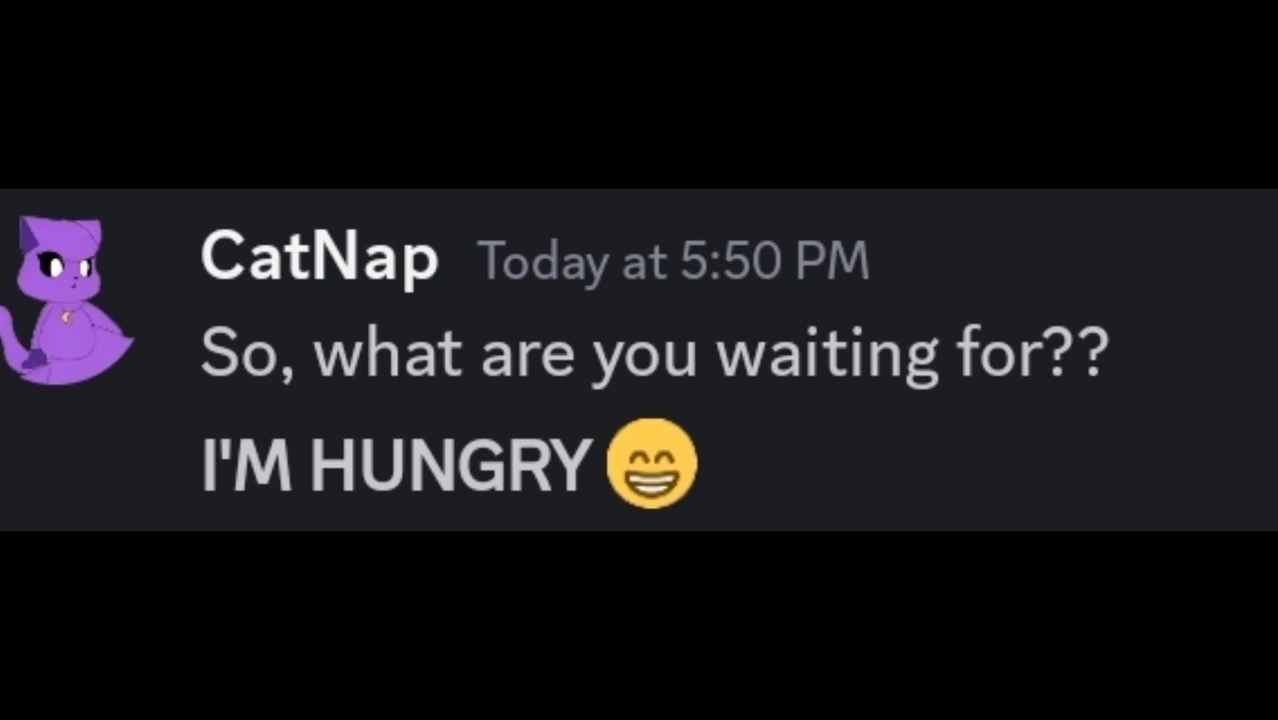 CatNap Today at 5:50 PM
So, what are you waiting for??
I'M HUNGRY😁